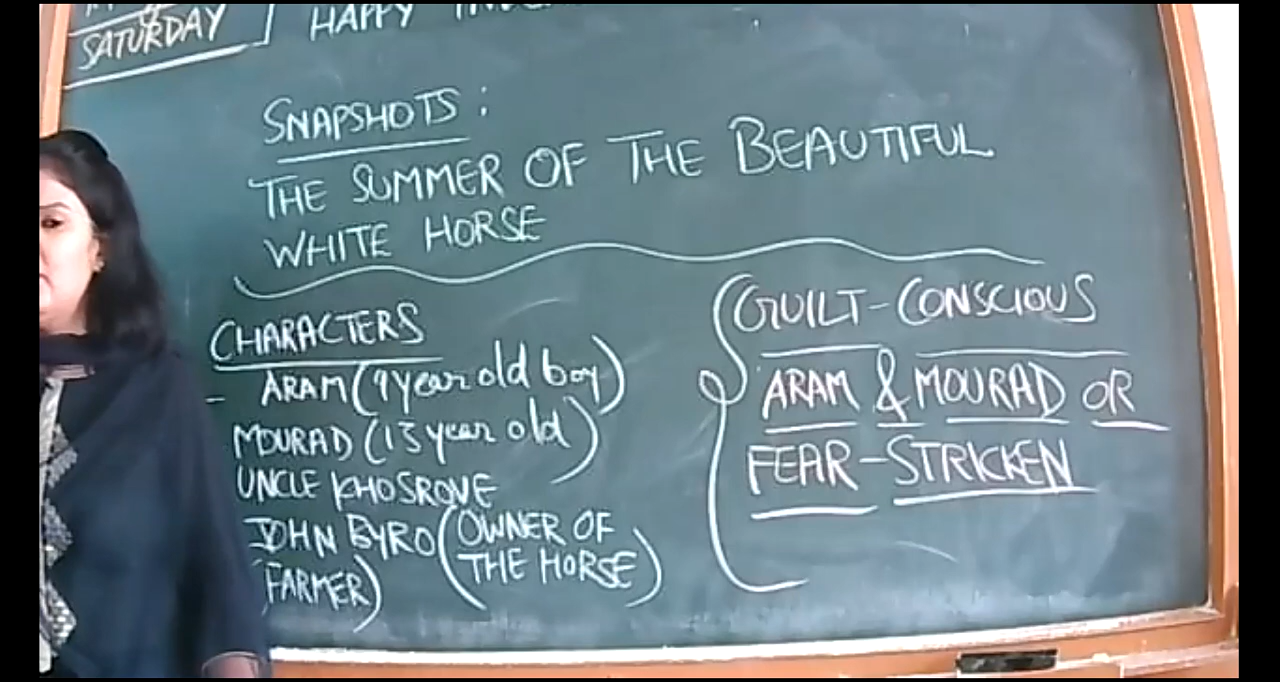 SATURDAY
HAPPY
SNAPSHOTS:
THE SUMMER OF THE BEAUTIFUL
WHITE HORSE
CHARACTERS
- ARAM (9 year old boy)
MOURAD (13 year old)
UNCLE KHOSROVE
JOHN BYRO (OWNER OF
THE HORSE)
(FARMER)
GUILT-CONSCIOUS
ARAM & MOURAD OR
FEAR-STRICKEN